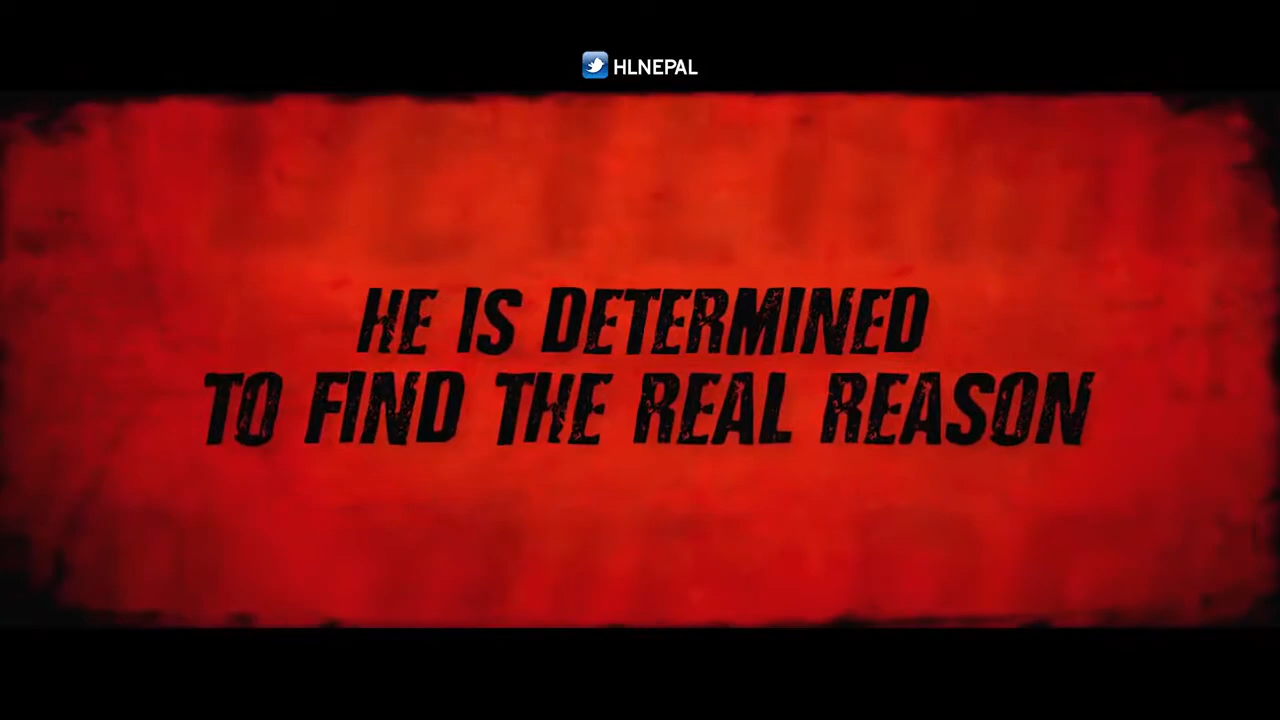 HLNEPAL
HE IS DETERMINED
TO FIND THE REAL REASON